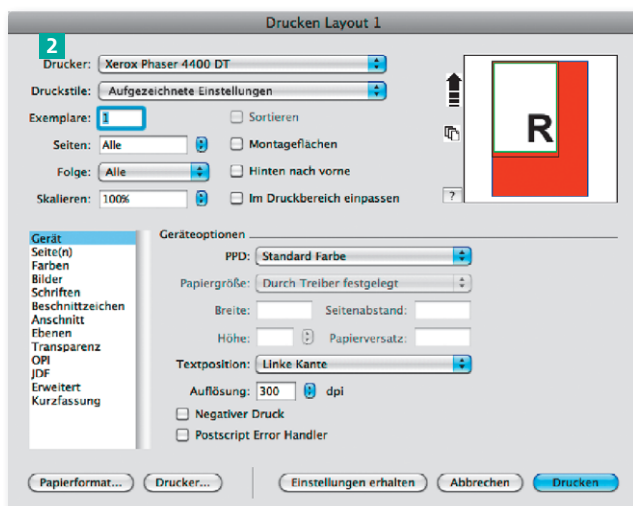 Drucken Layout 1
2
Drucker: Xerox Phaser 4400 DT
Druckstile: Aufgezeichnete Einstellungen
Exemplare: 1 Sortieren
Seiten: Alle Montageflächen
Folge: Alle Hinten nach vorne
Skalieren: 100% Im Druckbereich einpassen
R
?
Gerät
Seite(n)
Farben
Bilder
Schriften
Beschnittzeichen
Anschnitt
Ebenen
Transparenz
OPI
JDF
Erweitert
Kurzfassung
Geräteoptionen
PPD: Standard Farbe
Papiergröße: Durch Treiber festgelegt
Breite: Seitenabstand:
Höhe: Papierversatz:
Textposition: Linke Kante
Auflösung: 300 dpi
Negativer Druck
Postscript Error Handler
Papierformat... Drucker... Einstellungen erhalten Abbrechen Drucken